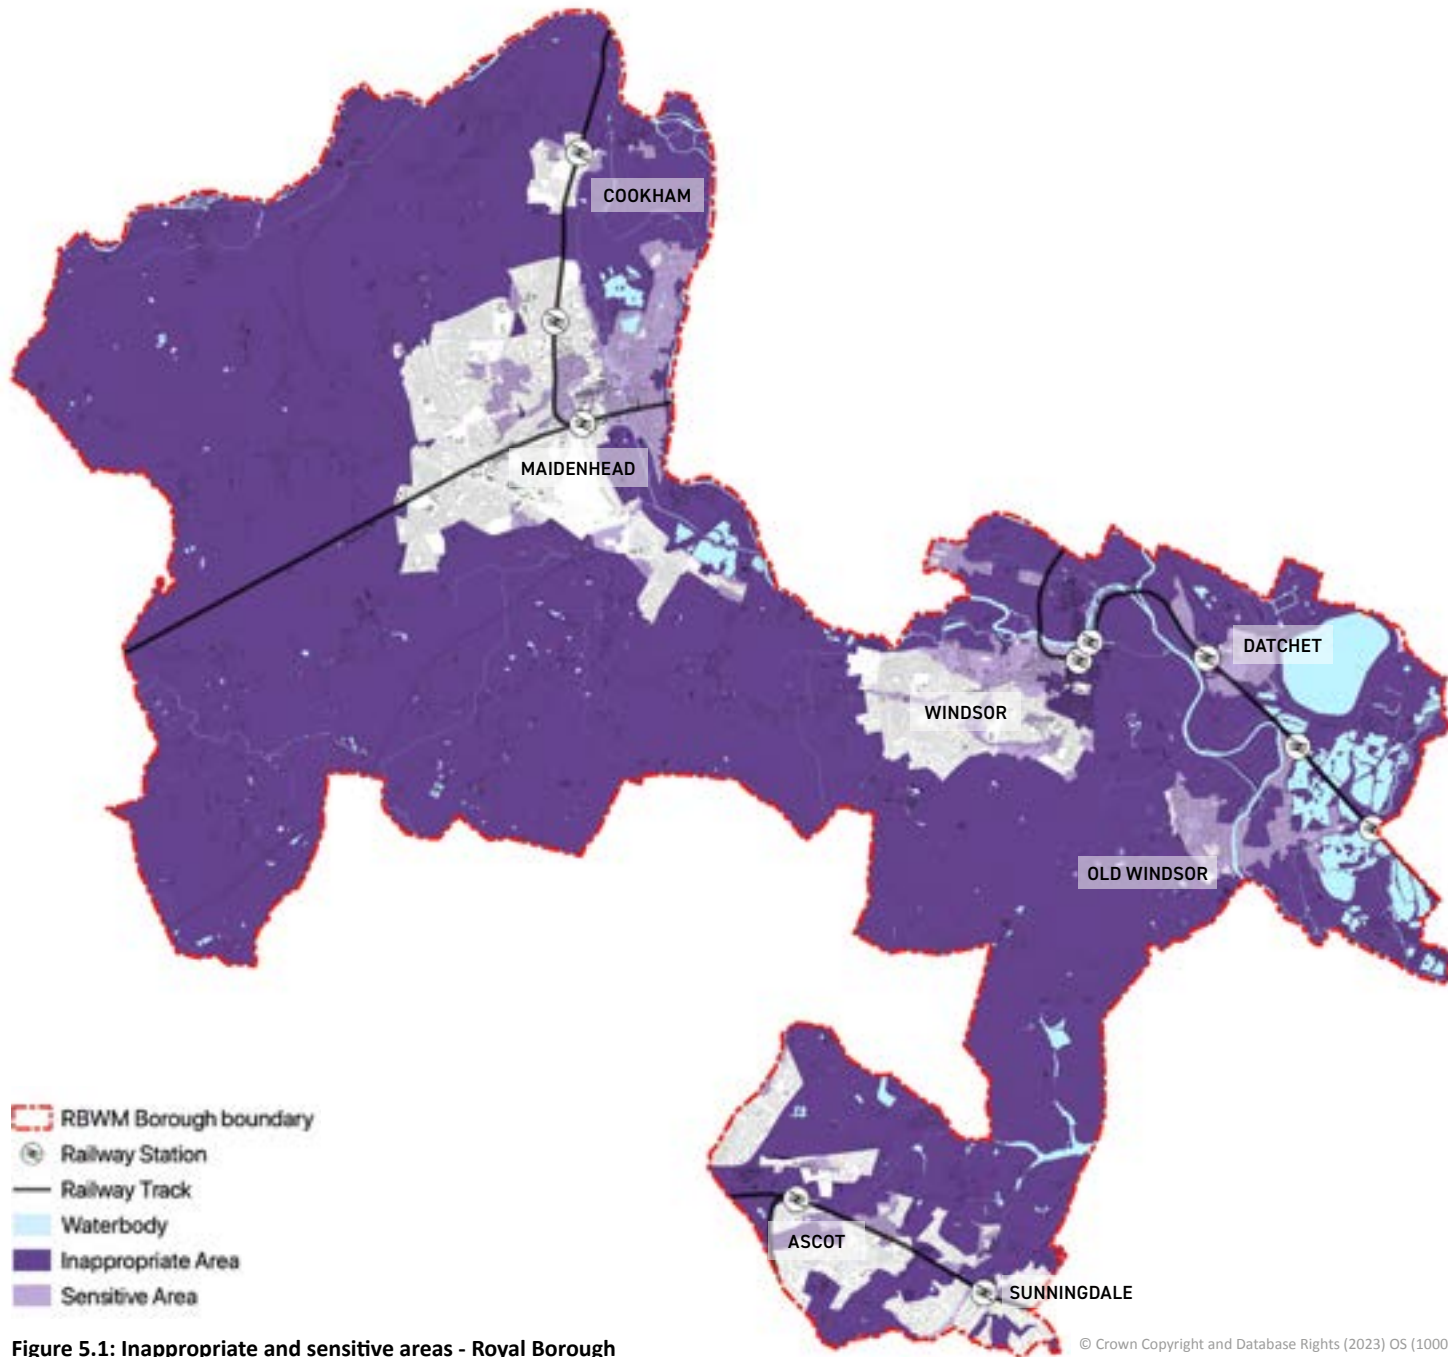 COOKHAM
MAIDENHEAD
DATCHET
WINDSOR
OLD WINDSOR
RBWM Borough boundary
Railway Station
Railway Track
Waterbody
Inappropriate Area
Sensitive Area
ASCOT
SUNNINGDALE
Figure 5.1: Inappropriate and sensitive areas - Royal Borough
© Crown Copyright and Database Rights (2023) OS (1000